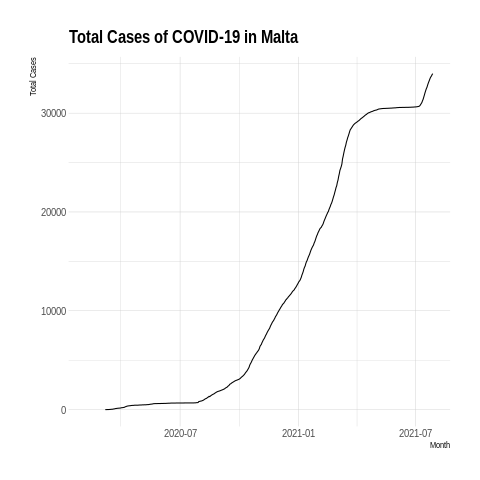 Total Cases of COVID-19 in Malta
Total Cases
30000
20000
10000
0
2020-07
2021-01
2021-07
Month